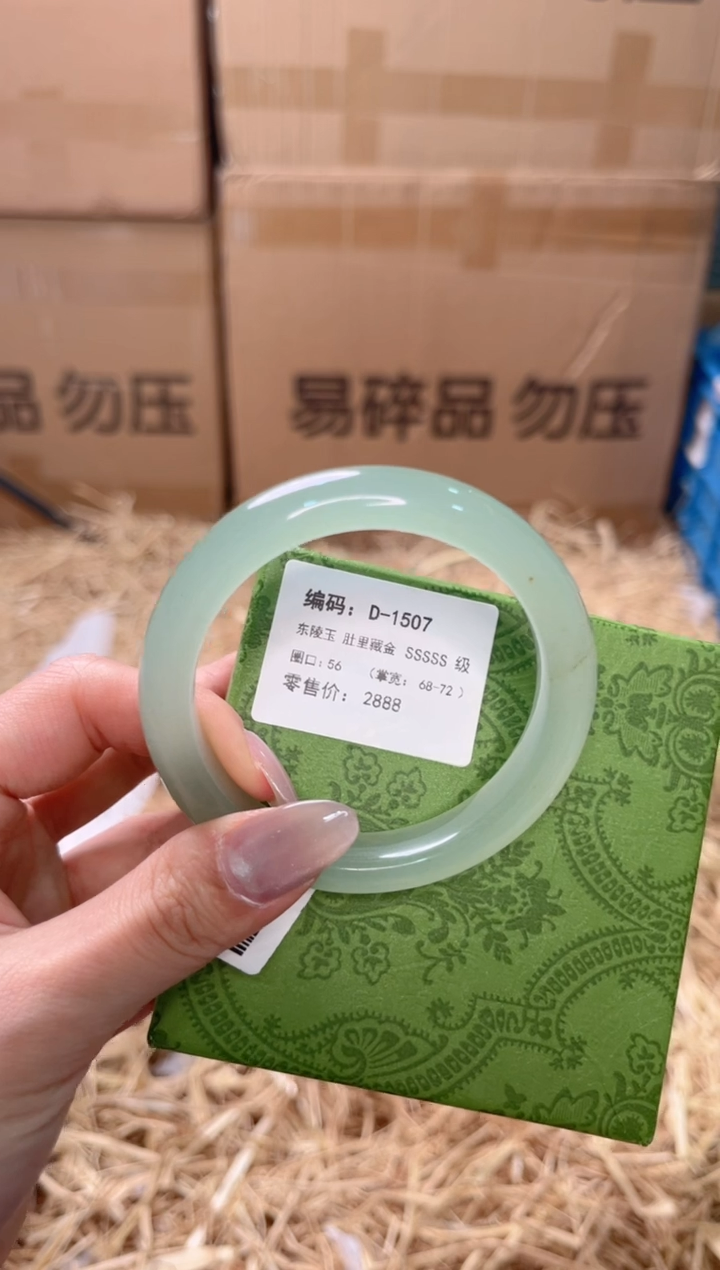 品 勿压
易碎品 勿压
编码：D-1507
东陵玉 肚里藏金 SSSSS 级
圈口：56 （掌宽：68-72）
零售价：2888